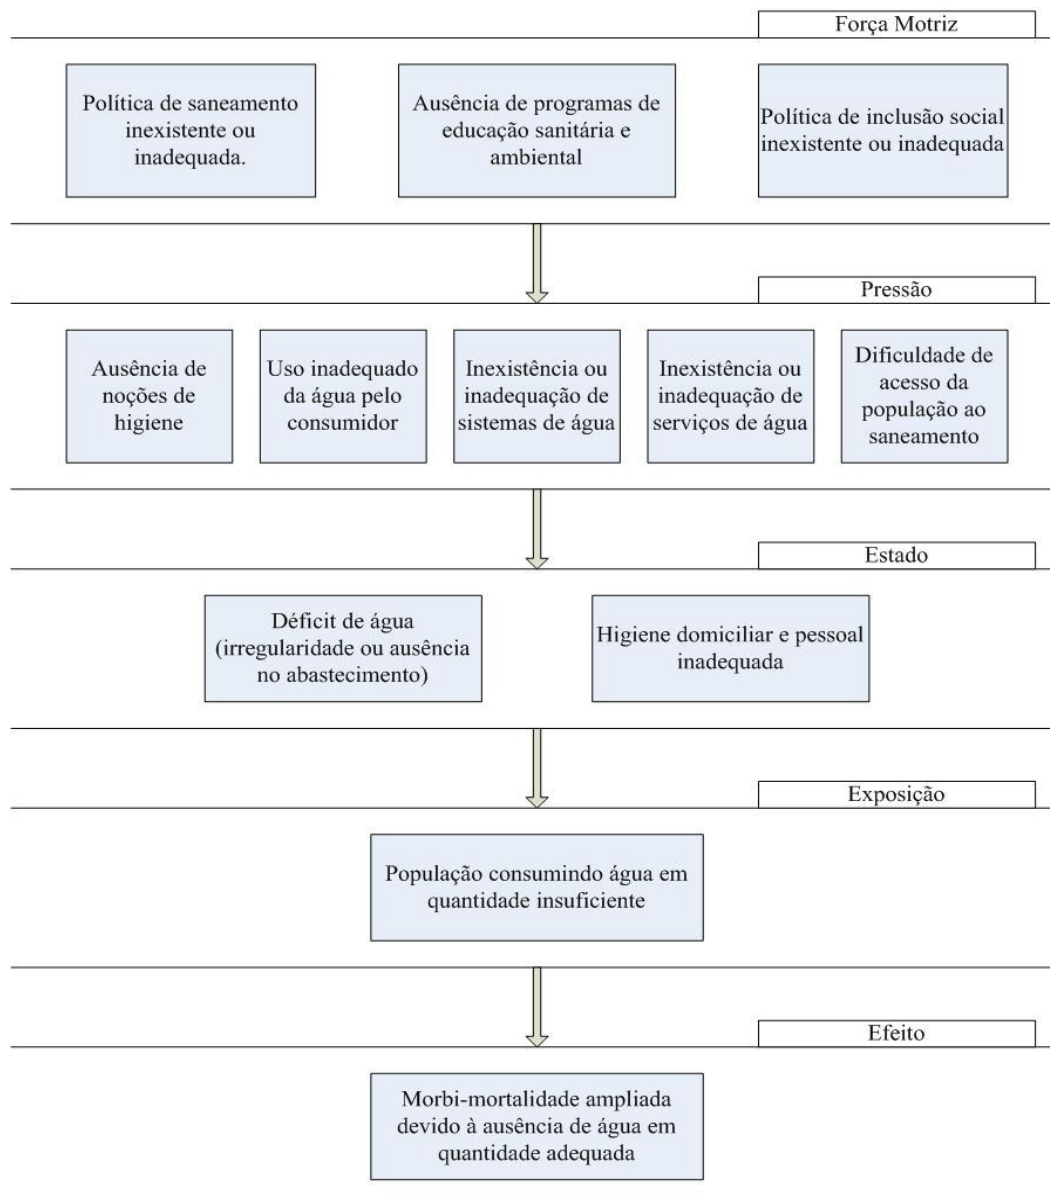 Força Motriz
Política de saneamento
inexistente ou
inadequada.
Ausência de programas de
educação sanitária e
ambiental
Política de inclusão social
inexistente ou inadequada
Pressão
Ausência de
noções de
higiene
Uso inadequado
da água pelo
consumidor
Inexistência ou
inadequação de
sistemas de água
Inexistência ou
inadequação de
serviços de água
Dificuldade de
acesso da
população ao
saneamento
Estado
Déficit de água
(irregularidade ou ausência
no abastecimento)
Higiene domiciliar e pessoal
inadequada
Exposição
População consumindo água em
quantidade insuficiente
Efeito
Morbi-mortalidade ampliada
devido à ausência de água em
quantidade adequada